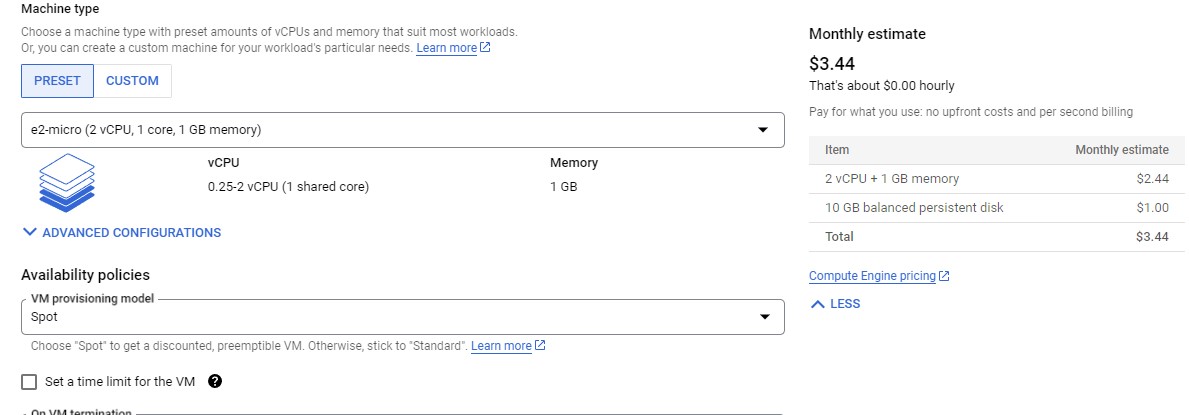 Machine type
Choose a machine type with preset amounts of vCPUs and memory that suit most workloads.
Or, you can create a custom machine for your workload's particular needs. Learn more
PRESET
CUSTOM
e2-micro (2 vCPU, 1 core, 1 GB memory)
vCPU
Memory
0.25-2 vCPU (1 shared core)
1 GB
ADVANCED CONFIGURATIONS
Availability policies
VM provisioning model
Spot
Choose "Spot" to get a discounted, preemptible VM. Otherwise, stick to "Standard". Learn more
Set a time limit for the VM ?
On VM termination
Monthly estimate
$3.44
That's about $0.00 hourly
Pay for what you use: no upfront costs and per second billing
Item Monthly estimate
2 vCPU + 1 GB memory $2.44
10 GB balanced persistent disk $1.00
Total $3.44
Compute Engine pricing
LESS